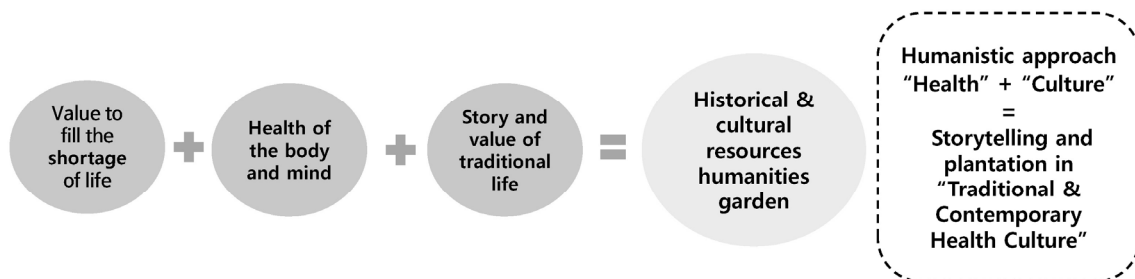 Value to
fill the
shortage
of life
+
Health of
the body
and mind
+
Story and
value of
traditional
life
=
Historical &
cultural
resources
humanities
garden
Humanistic approach
“Health” + “Culture”
=
Storytelling and
plantation in
“Traditional &
Contemporary
Health Culture”